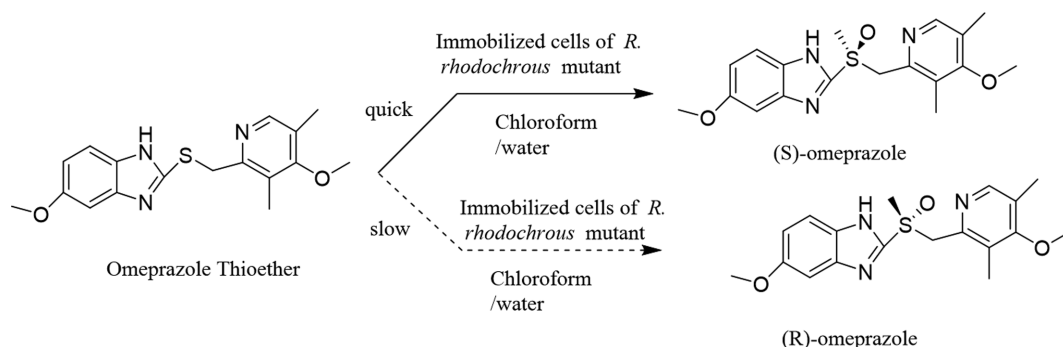 Immobilized cells of R.
rhodochrous mutant
quick
Chloroform
/water
H
N
N
S
O
N
O
O
(S)-omeprazole
H
N
N
S
N
O
O
Omeprazole Thioether
slow
Immobilized cells of R.
rhodochrous mutant
Chloroform
/water
H
N
N
S
O
N
O
O
(R)-omeprazole